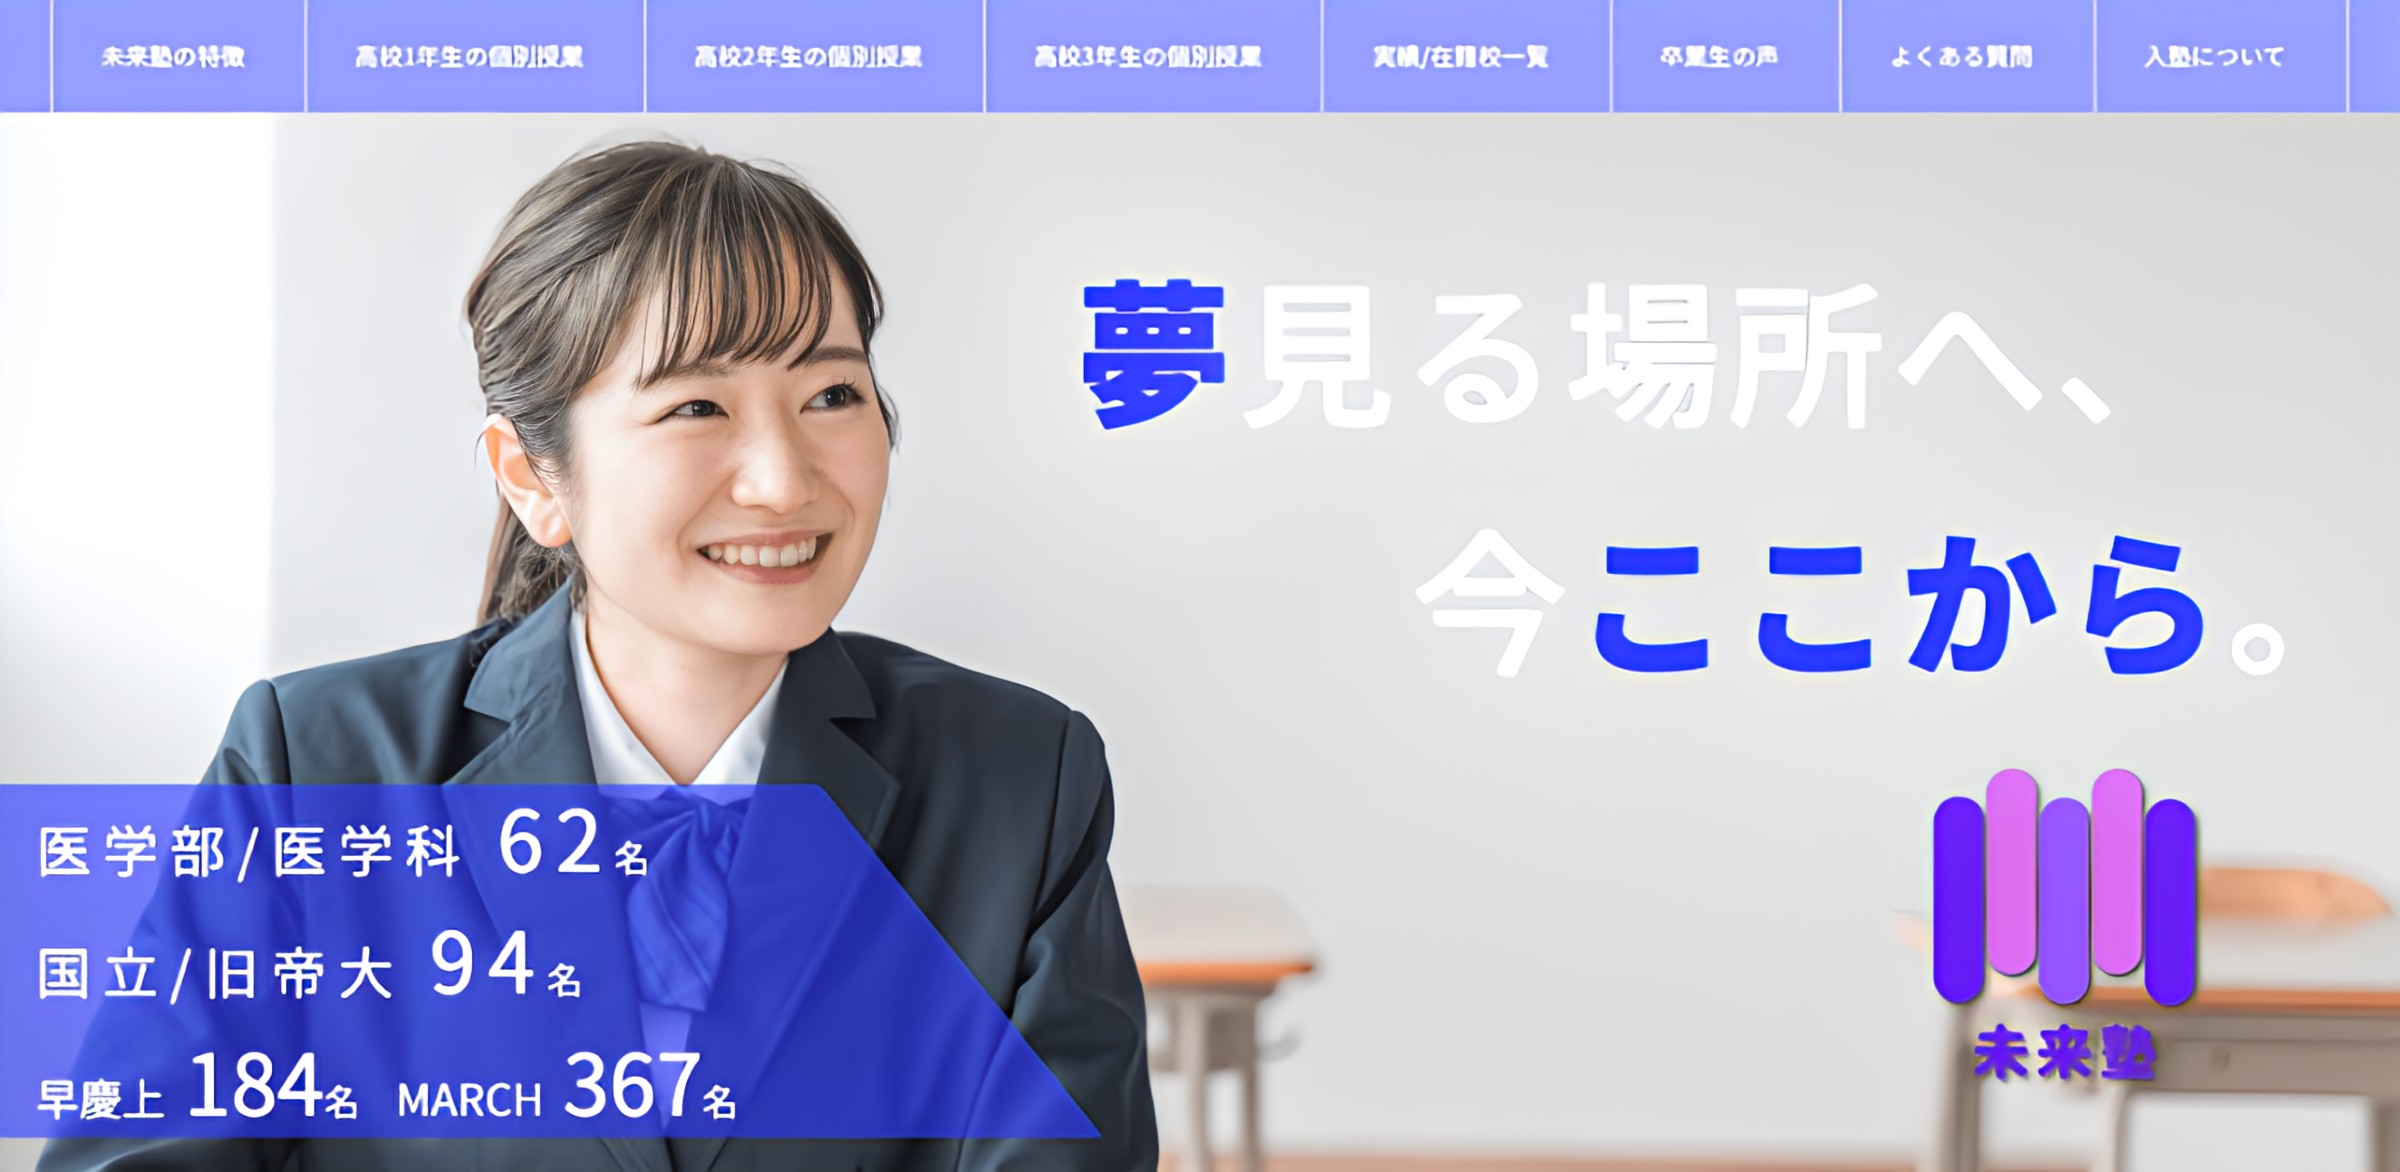 未来塾の特徴
高校1年生の個別授業
高校2年生の個別授業
高校3年生の個別授業
実績/在籍校一覧
卒業生の声
よくある質問
入塾について
夢見る場所へ、
今ここから。
医学部/医学科 62名
国立/旧帝大 94名
早慶上 184名 MARCH 367名
未来塾